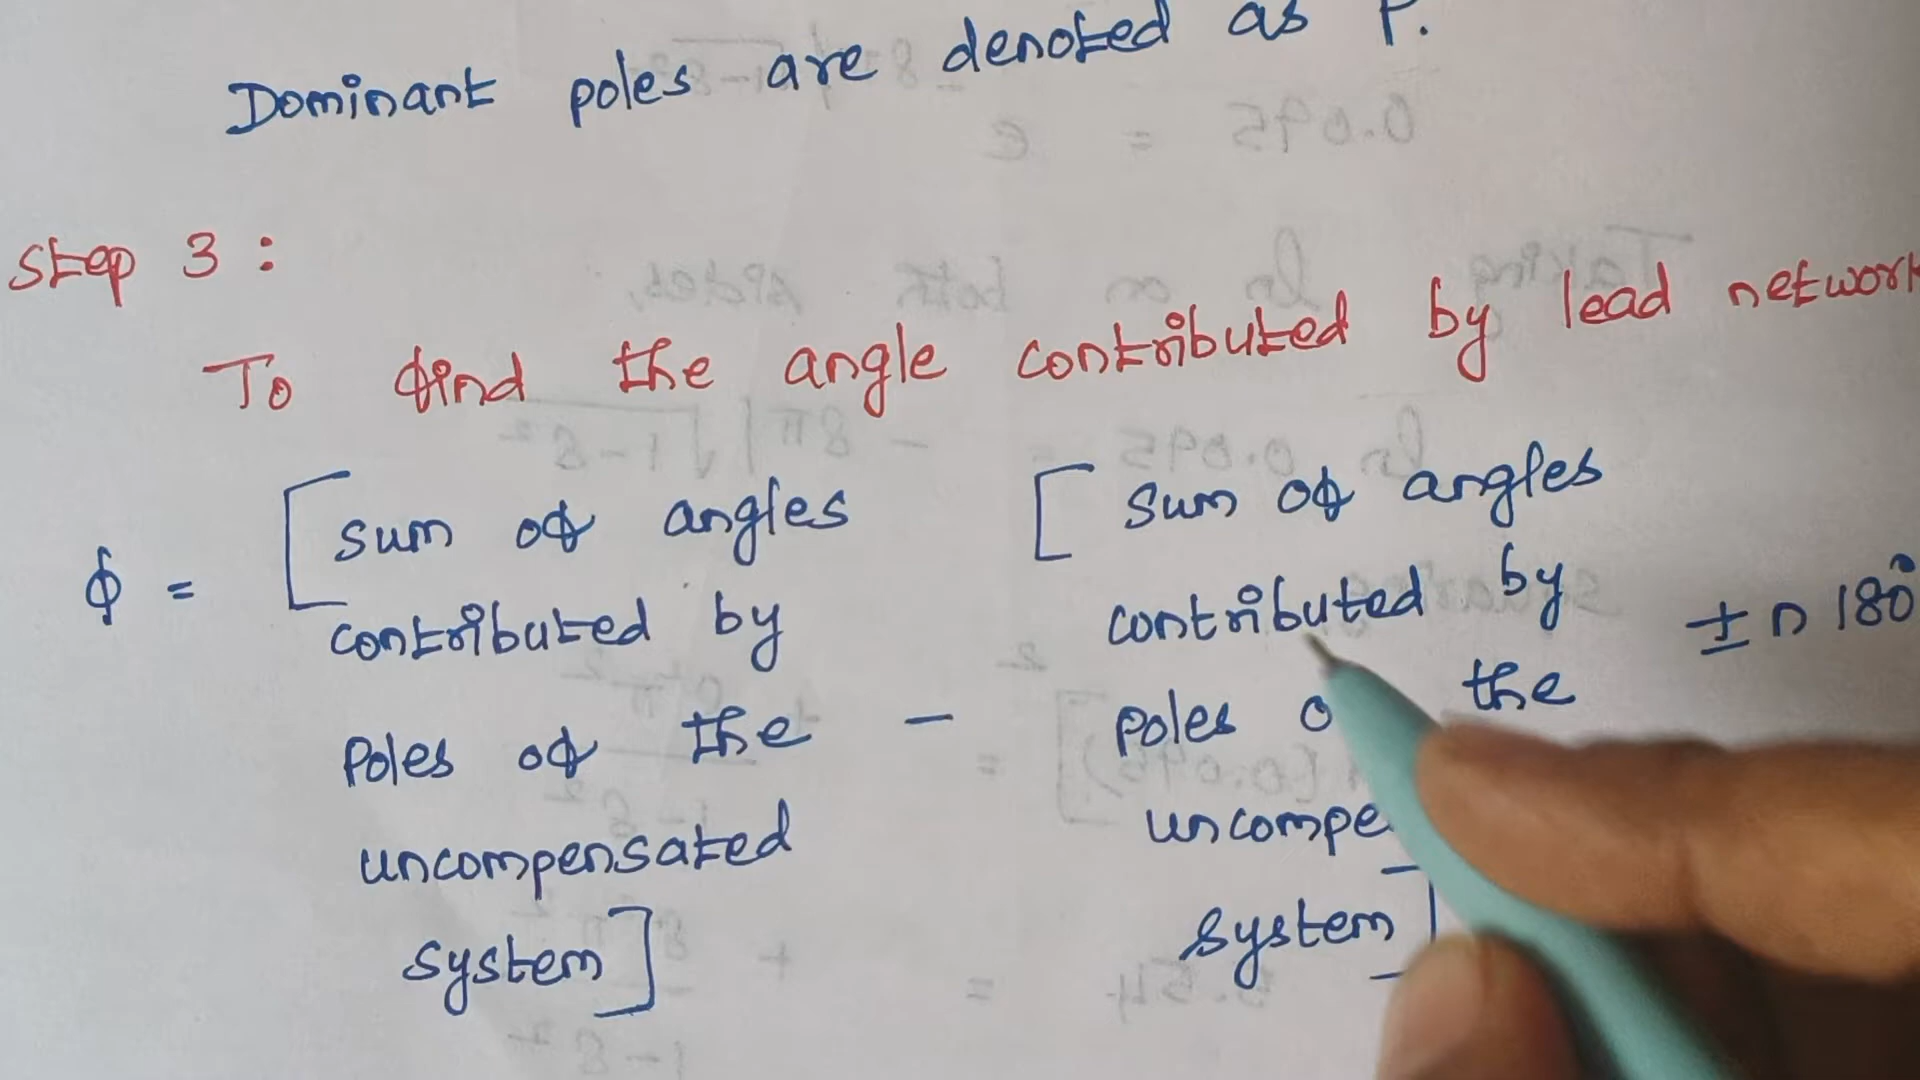 Dominant poles are denoted as P.
Step 3 :
To find the angle contributed by lead network
φ = [ sum of angles contributed by Poles of the uncompensated system ] - [ sum of angles contributed by poles the system ] ± n 180°